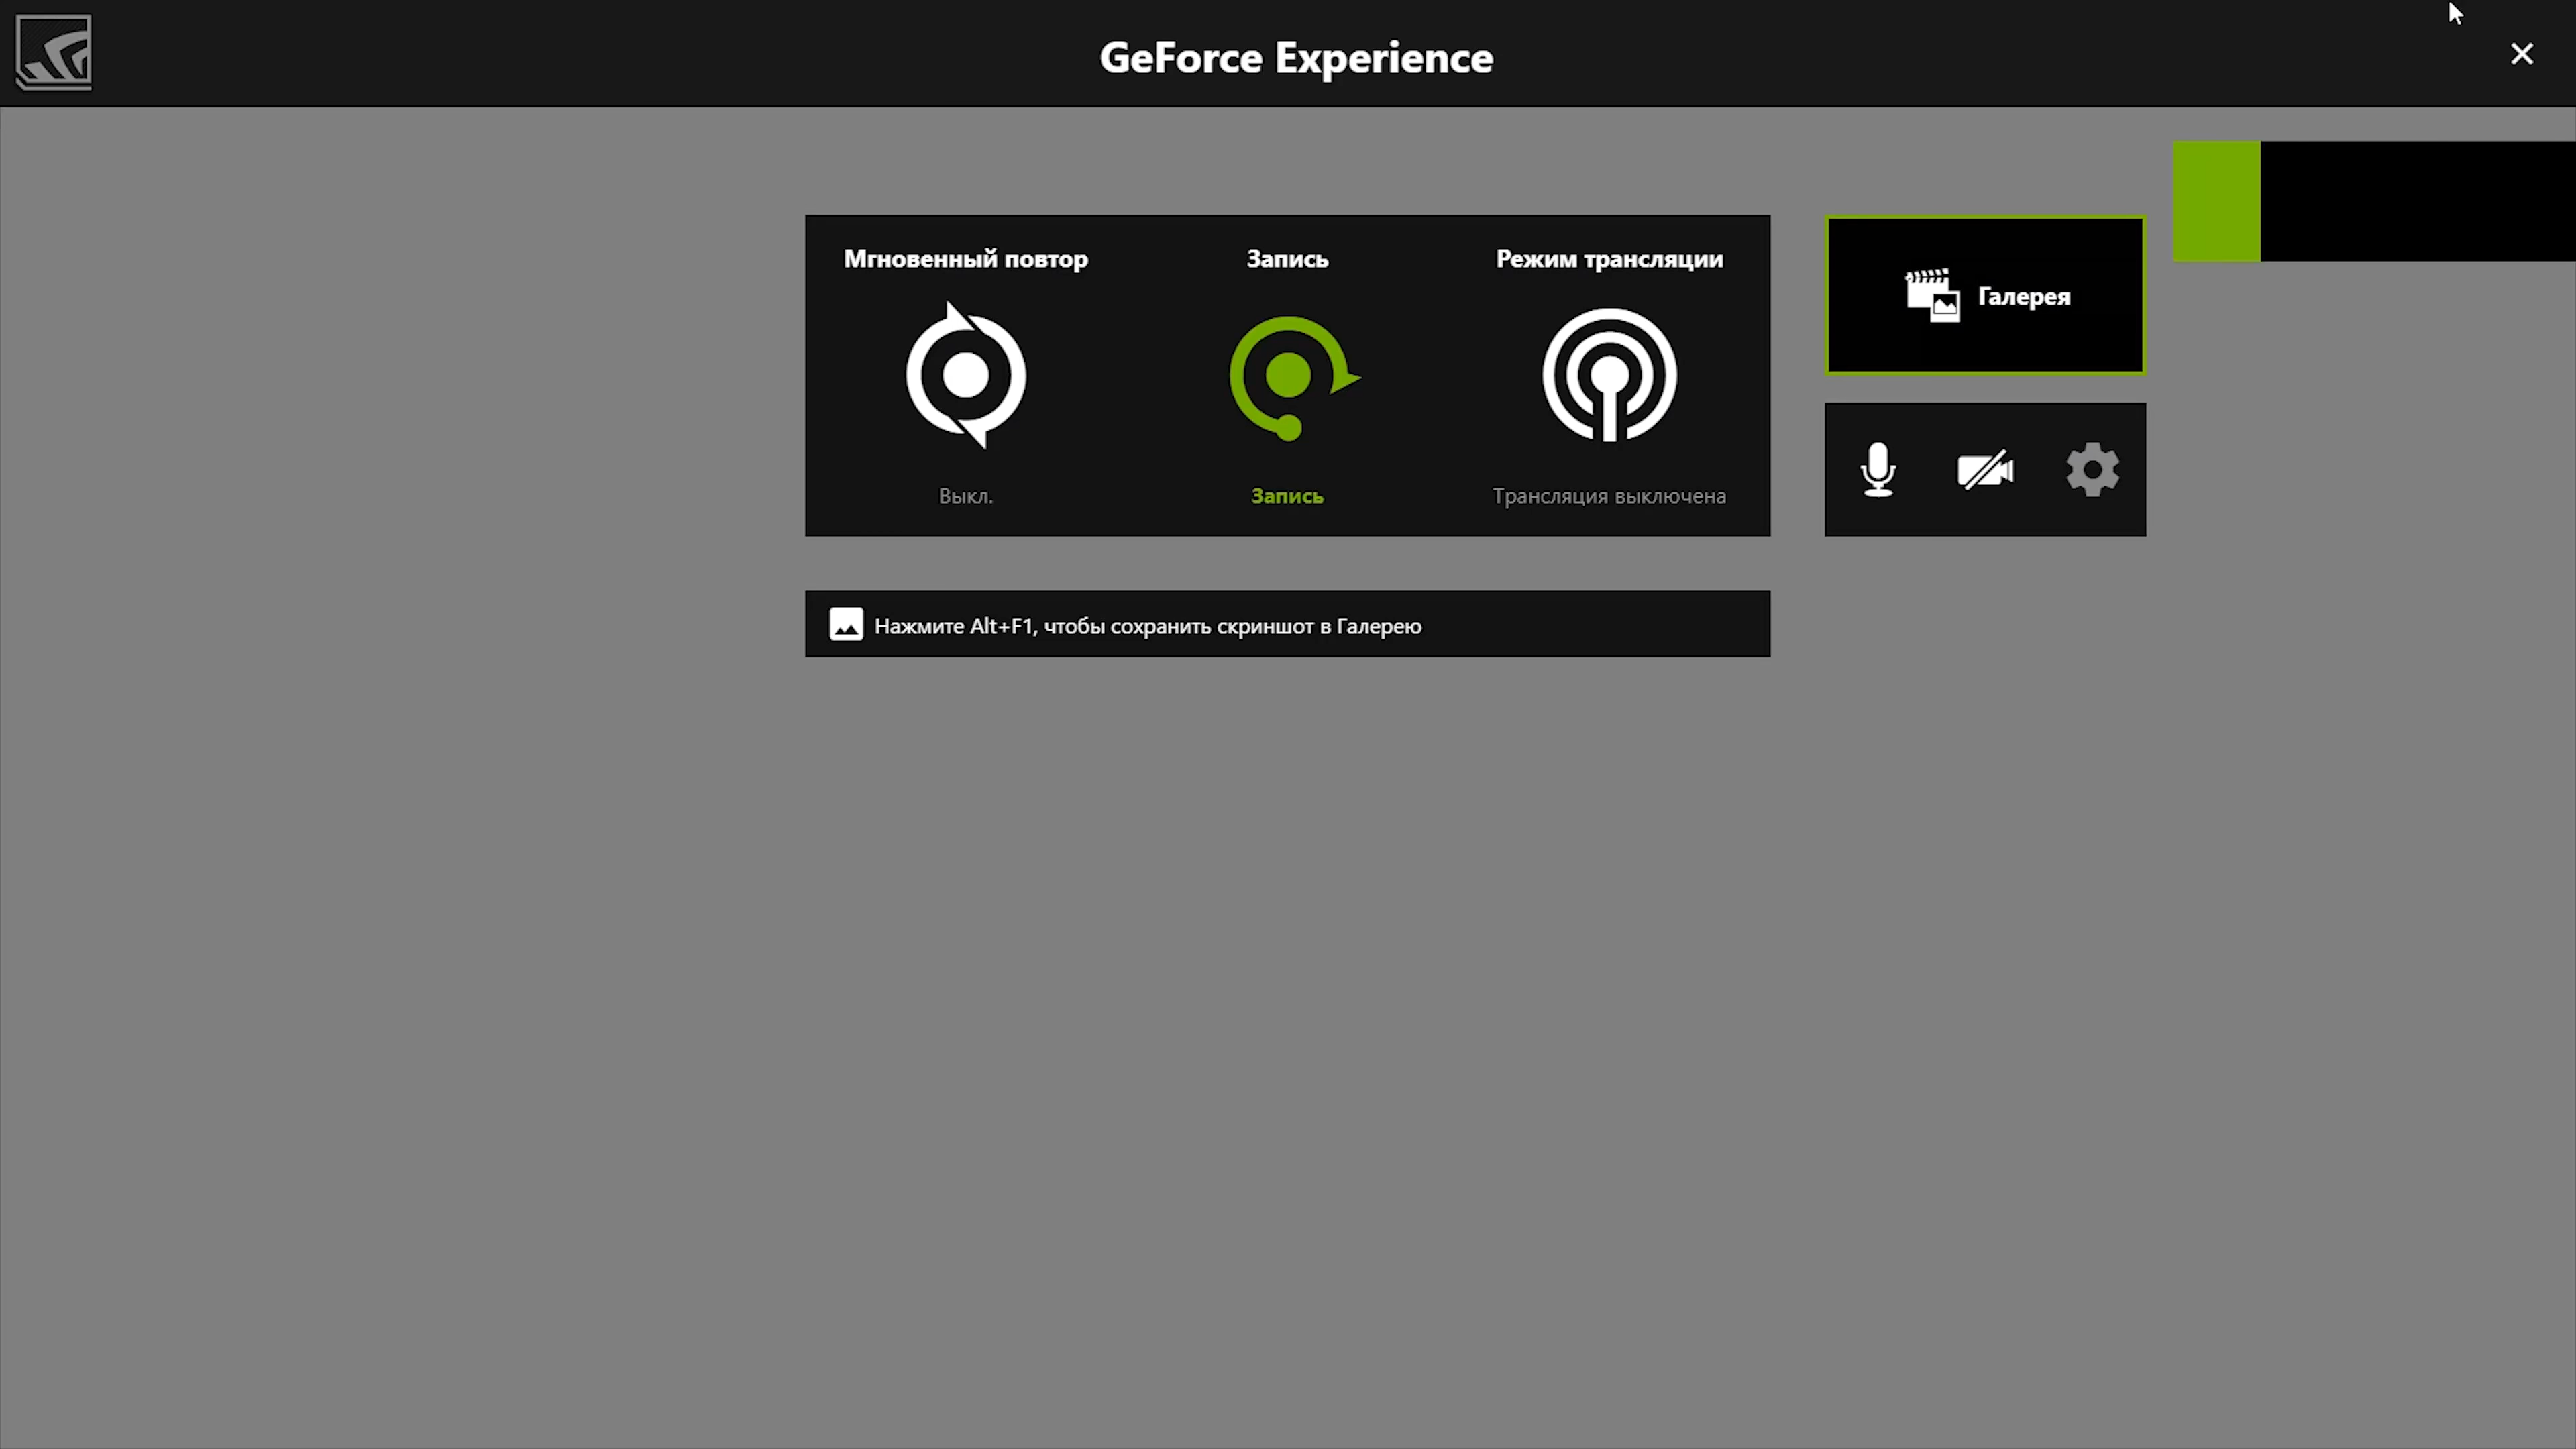 GeForce Experience
Мгновенный повтор
Запись
Режим трансляции
Выкл.
Запись
Трансляция выключена
Галерея
Нажмите Alt+F1, чтобы сохранить скриншот в Галерею